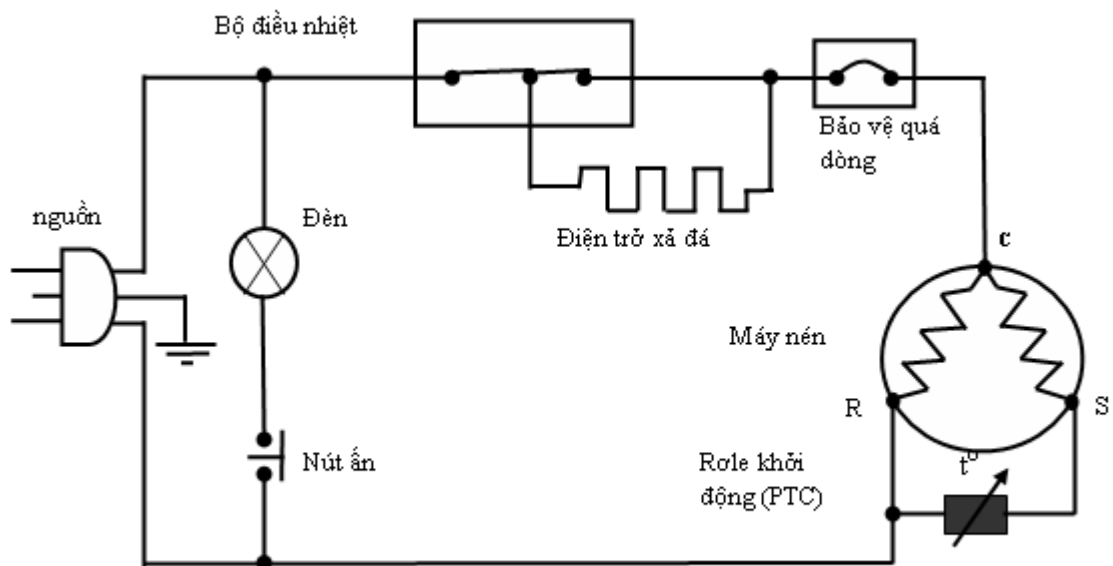 Bộ điều nhiệt
Bảo vệ quá
dòng
nguồn
Đèn
Điện trở xả đá
C
Máy nén
R
S
Nút ấn
Rơle khởi
động (PTC)
t°